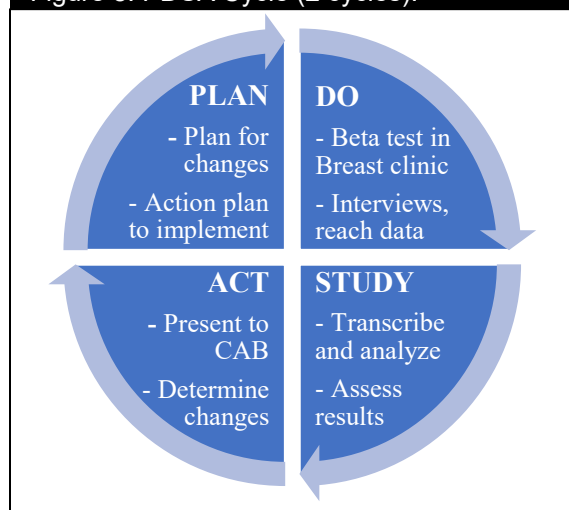 Figure PDSA Cycle (2 cycles).
PLAN
- Plan for
changes
- Action plan
to implement
DO
- Beta test in
Breast clinic
- Interviews,
reach data
ACT
- Present to
CAB
- Determine
changes
STUDY
- Transcribe
and analyze
- Assess
results